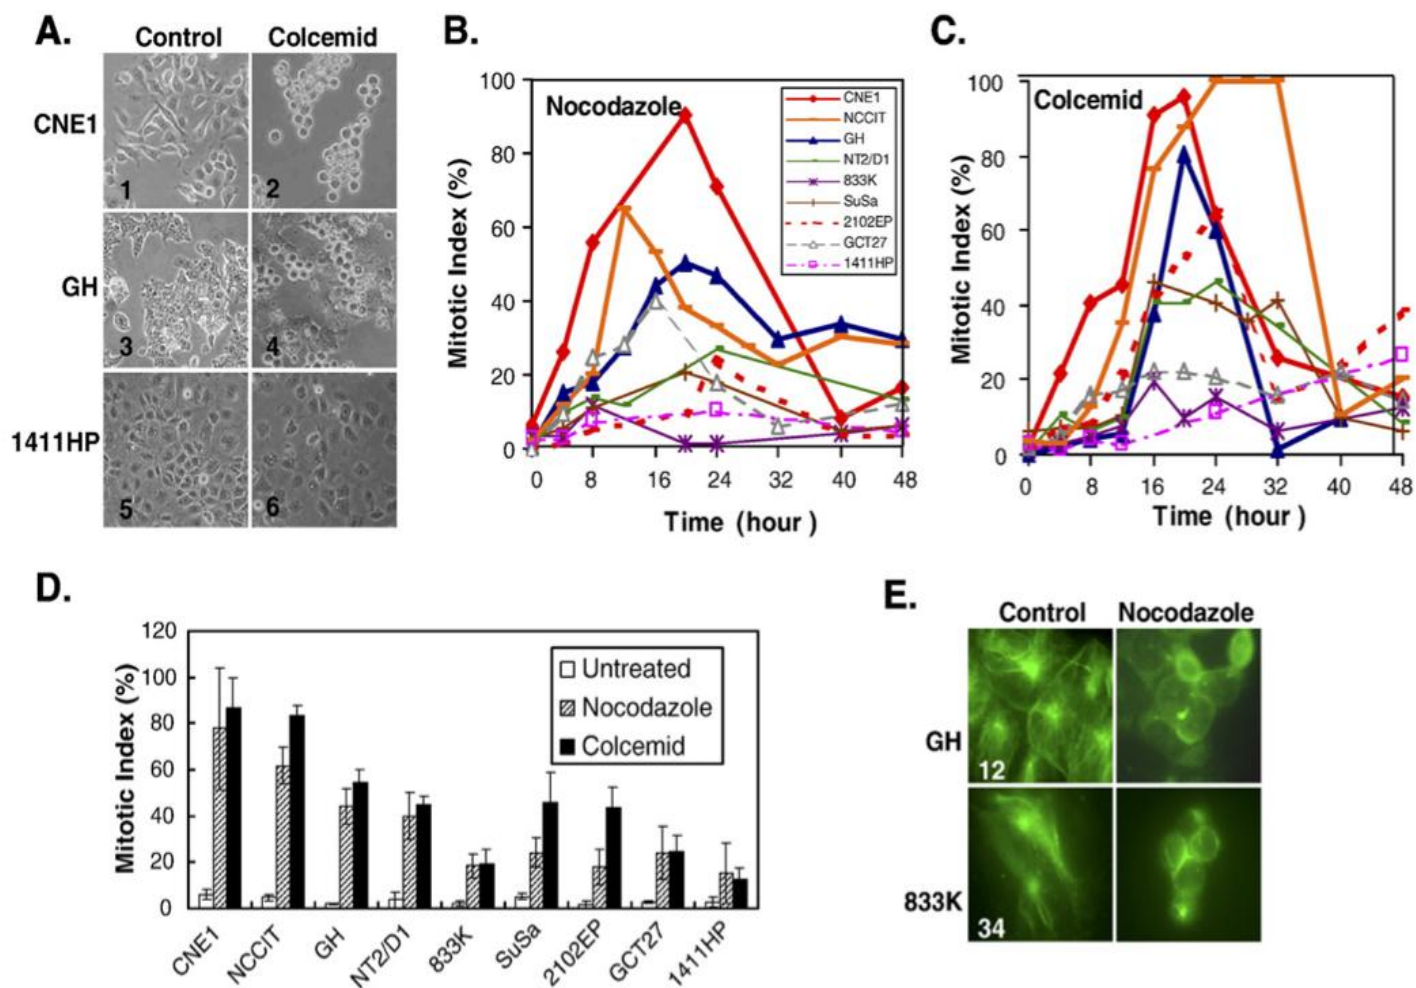 A.
Control Colcemid
CNE1
1 2
GH
3 4
1411HP
5 6
B.
Nocodazole
Mitotic Index (%)
100
80
60
40
20
0
0 8 16 24 32 40 48
Time (hour)
CNE1
NCCIT
GH
NT2/D1
833K
SuSa
2102EP
GCT27
1411HP
C.
Colcemid
Mitotic Index (%)
100
80
60
40
20
0
0 8 16 24 32 40 48
Time (hour)
D.
Mitotic Index (%)
120
100
80
60
40
20
0
Untreated
Nocodazole
Colcemid
CNE1 NCCIT GH NT2/D1 833K SuSa 2102EP GCT27 1411HP
E.
Control Nocodazole
GH
12
833K
34